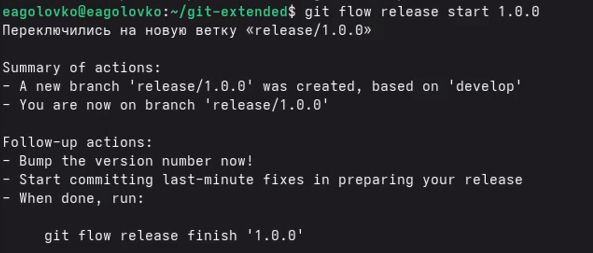 eagolovko@eagolovko:~/git-extended$ git flow release start 1.0.0
Переключились на новую ветку «release/1.0.0»
Summary of actions:
- A new branch 'release/1.0.0' was created, based on 'develop'
- You are now on branch 'release/1.0.0'
Follow-up actions:
- Bump the version number now!
- Start committing last-minute fixes in preparing your release
- When done, run:
git flow release finish '1.0.0'